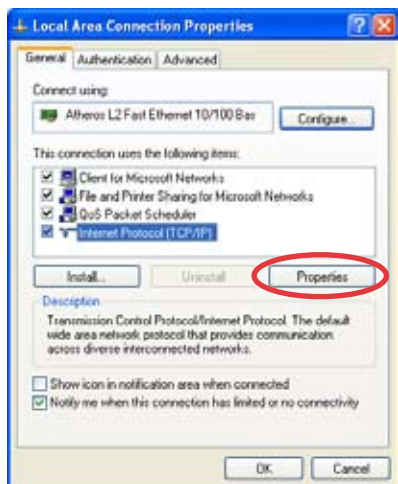 Local Area Connection Properties
General Authentication Advanced
Connect using:
Atheros L2 Fast Ethernet 10/100 Bas
Configure...
This connection uses the following items:
Client for Microsoft Networks
File and Printer Sharing for Microsoft Networks
QoS Packet Scheduler
Internet Protocol (TCP/IP)
Install... Uninstall Properties
Description
Transmission Control Protocol/Internet Protocol. The default
wide area network protocol that provides communication
across diverse interconnected networks.
Show icon in notification area when connected
Notify me when this connection has limited or no connectivity
OK Cancel